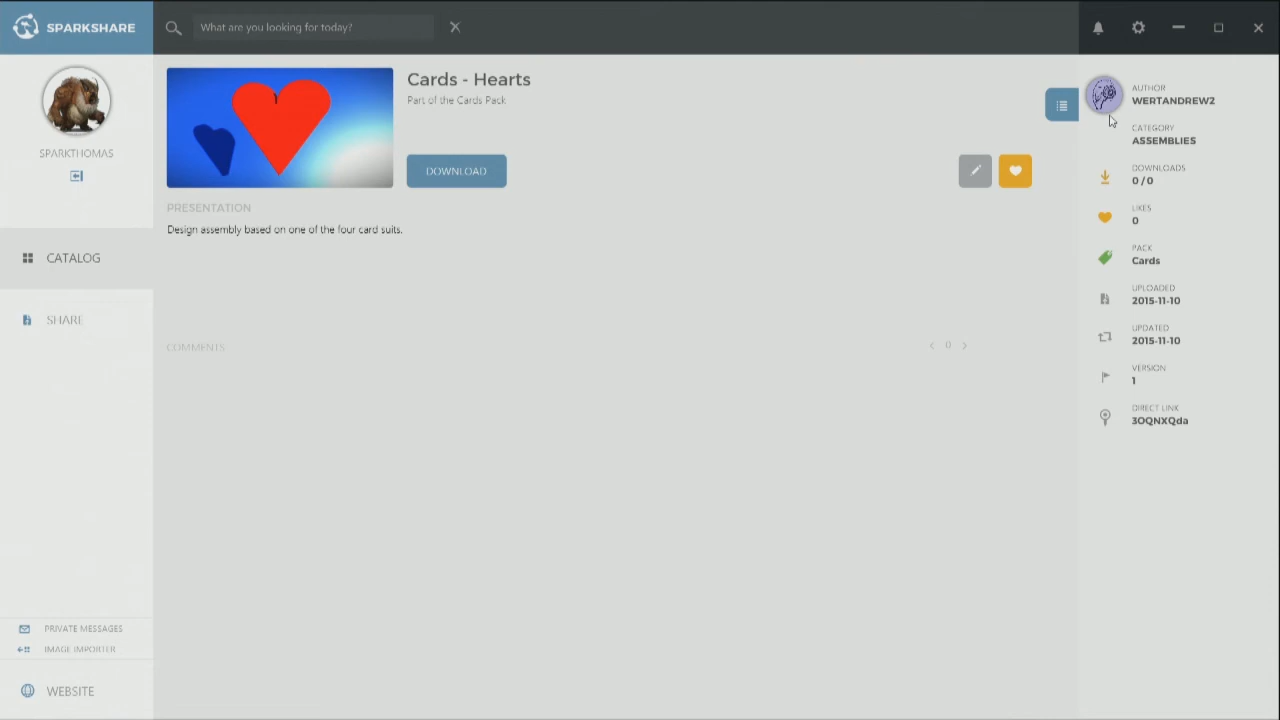 SPARKSHARE
What are you looking for today?
SPARKTHOMAS
CATALOG
SHARE
PRIVATE MESSAGES
IMAGE IMPORTER
WEBSITE
Cards - Hearts
Part of the Cards Pack
DOWNLOAD
PRESENTATION
Design assembly based on one of the four card suits.
COMMENTS
< 0 >
AUTHOR
WERTANDREW2
CATEGORY
ASSEMBLIES
DOWNLOADS
0 / 0
LIKES
0
PACK
Cards
UPLOADED
2015-11-10
UPDATED
2015-11-10
VERSION
1
DIRECT LINK
3OQNXQda